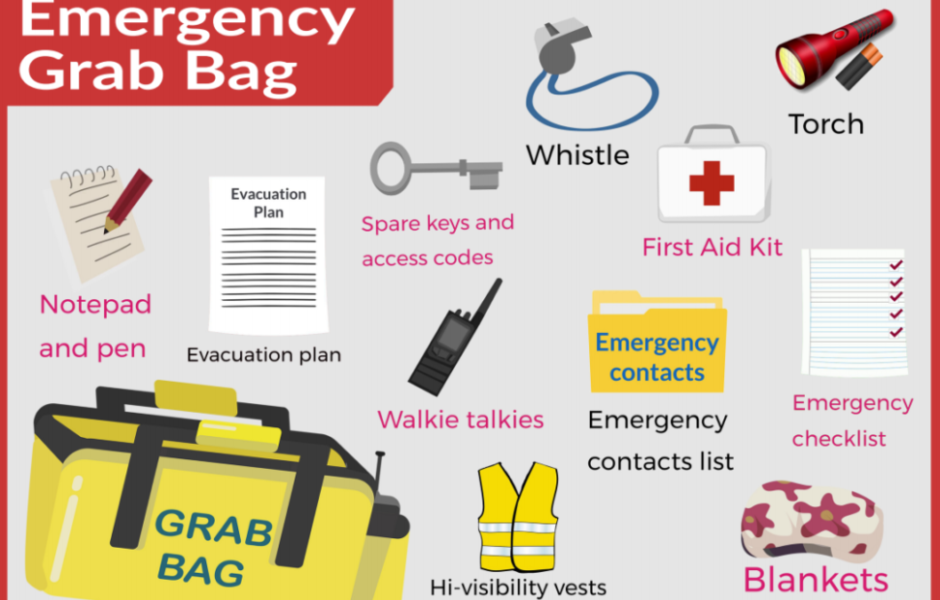 Emergency
Grab Bag
Whistle
Torch
Evacuation
Plan
Spare keys and
access codes
First Aid Kit
Notepad
and pen
Evacuation plan
Walkie talkies
Emergency
contacts
Emergency
contacts list
Emergency
checklist
GRAB
BAG
Hi-visibility vests
Blankets